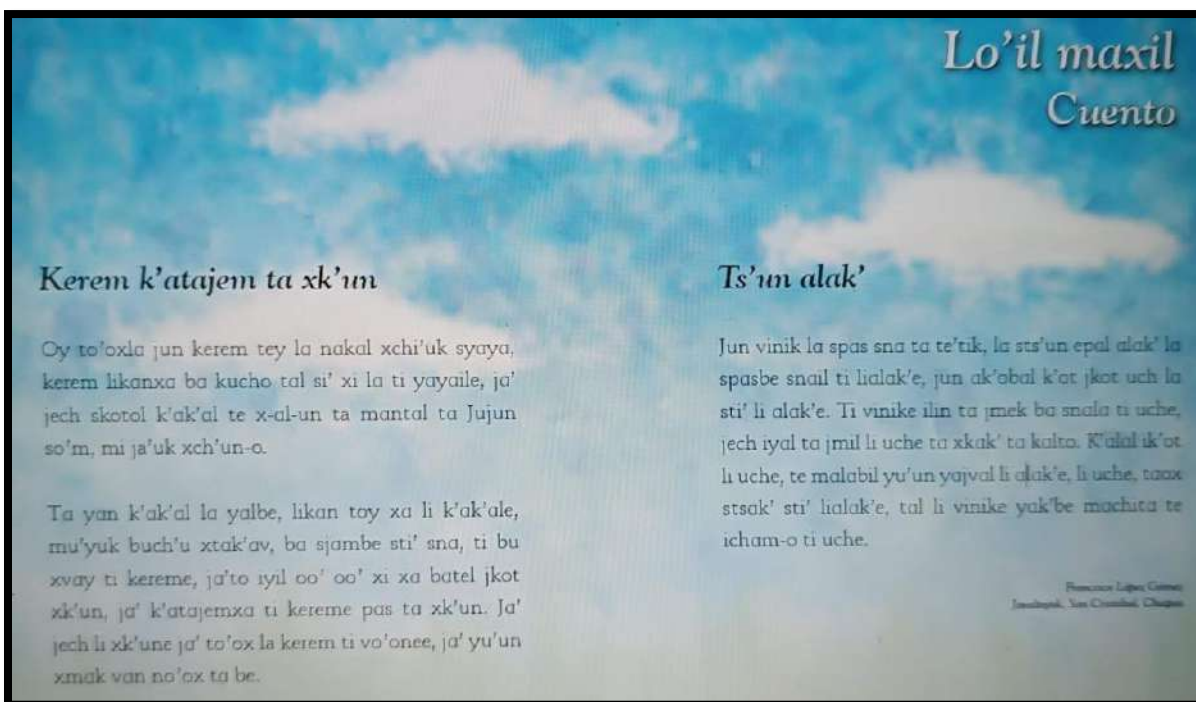 Lo'il maxil
Cuento
Kerem k'atajem ta xk'un
Oy to'oxla jun kerem tey la nakal xchi'uk syaya,
kerem likanxa ba kucho tal si' xi la ti yayaile, ja'
jech skotol k'ak'al te x-al-un ta mantal ta Jujun
so'm, mi ja'uk xch'un-o.
Ta yan k'ak'al la yalbe, likan toy xa li k'ak'ale,
mu'yuk buch'u xtak'av, ba sjambe sti' sna, ti bu
xvay ti kereme, ja'to iyil oo' oo' xi xa batel jkot
xk'un, ja' k'atajemxa ti kereme pas ta xk'un. Ja'
jech li xk'une ja' to'ox la kerem ti vo'onee, ja' yu'un
xmak van no'ox ta be.
Ts'un alak'
Jun vinik la spas sna ta te'tik, la sts'un epal alak' la
spasbe snail ti lialak'e, jun ak'obal k'ot jkot uch la
sti' li alak'e. Ti vinike ilin ta jmek ba snala ti uche,
jech iyal ta jmil li uche ta xkak' ta kalto. K'alal ik'ot
li uche, te malabil yu'un yajval li alak'e, li uche, taax
stsak' sti' lialak'e, tal li vinike yak'be machita te
icham-o ti uche.
Francisco López Gómez